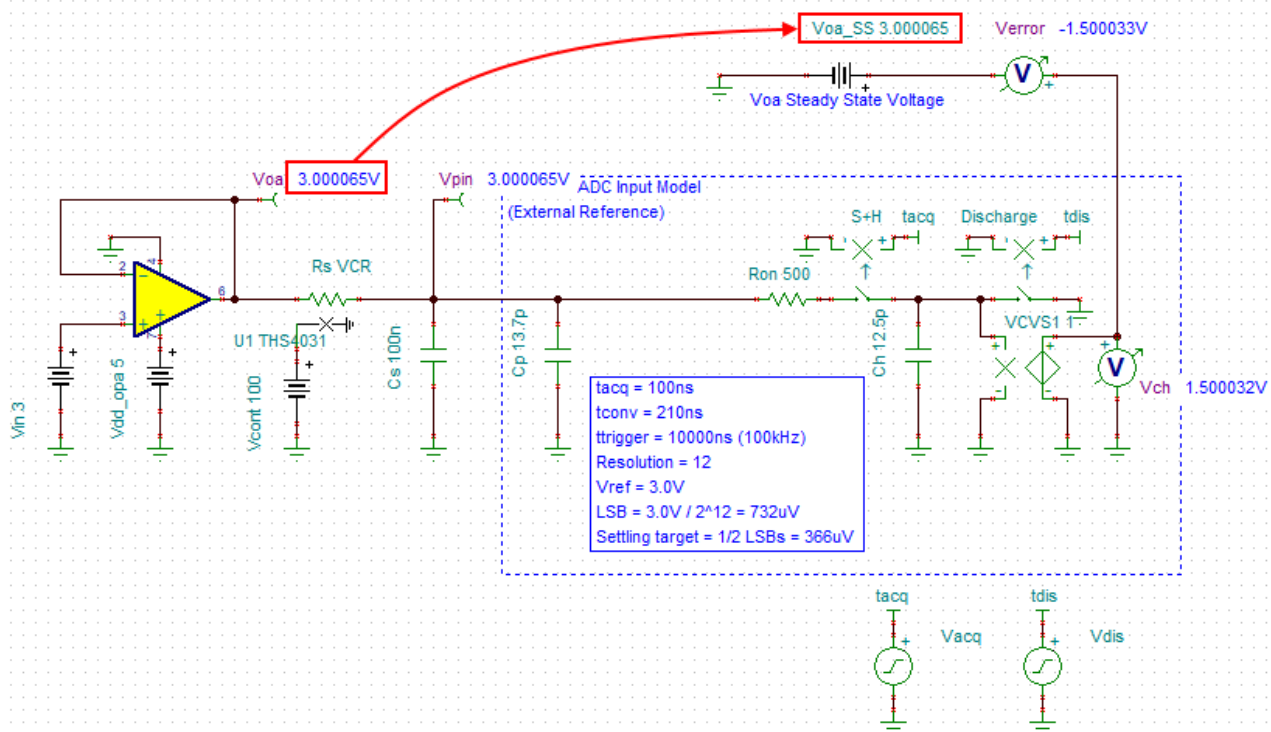 Voa_SS 3.000065
Verror -1.500033V
V
+
+
Voa Steady State Voltage
Voa 3.000065V
Vpin 3.000065V
ADC Input Model
(External Reference)
S+H
tacq
Discharge
tdis
Rs VCR
Ron 500
U1 THS4031
2
3
4
6
7
VCVS1 1
Vin 3
Vdd_opa 5
Vcont 100
Cs 100n
Cp 13.7p
Ch 12.5p
V
Vch 1.500032V
tacq = 100ns
tconv = 210ns
ttrigger = 10000ns (100kHz)
Resolution = 12
Vref = 3.0V
LSB = 3.0V / 2^12 = 732uV
Settling target = 1/2 LSBs = 366uV
tacq
tdis
Vacq
Vdis